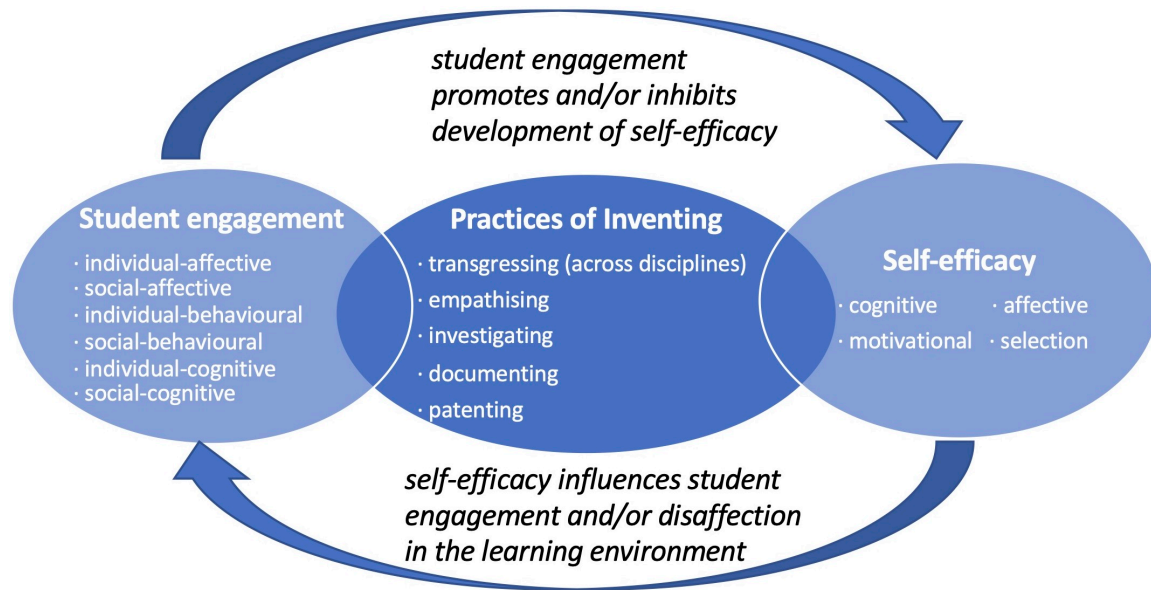 student engagement
promotes and/or inhibits
development of self-efficacy
Student engagement
· individual-affective
· social-affective
· individual-behavioural
· social-behavioural
· individual-cognitive
· social-cognitive
Practices of Inventing
· transgressing (across disciplines)
· empathising
· investigating
· documenting
· patenting
Self-efficacy
· cognitive · affective
· motivational · selection
self-efficacy influences student
engagement and/or disaffection
in the learning environment